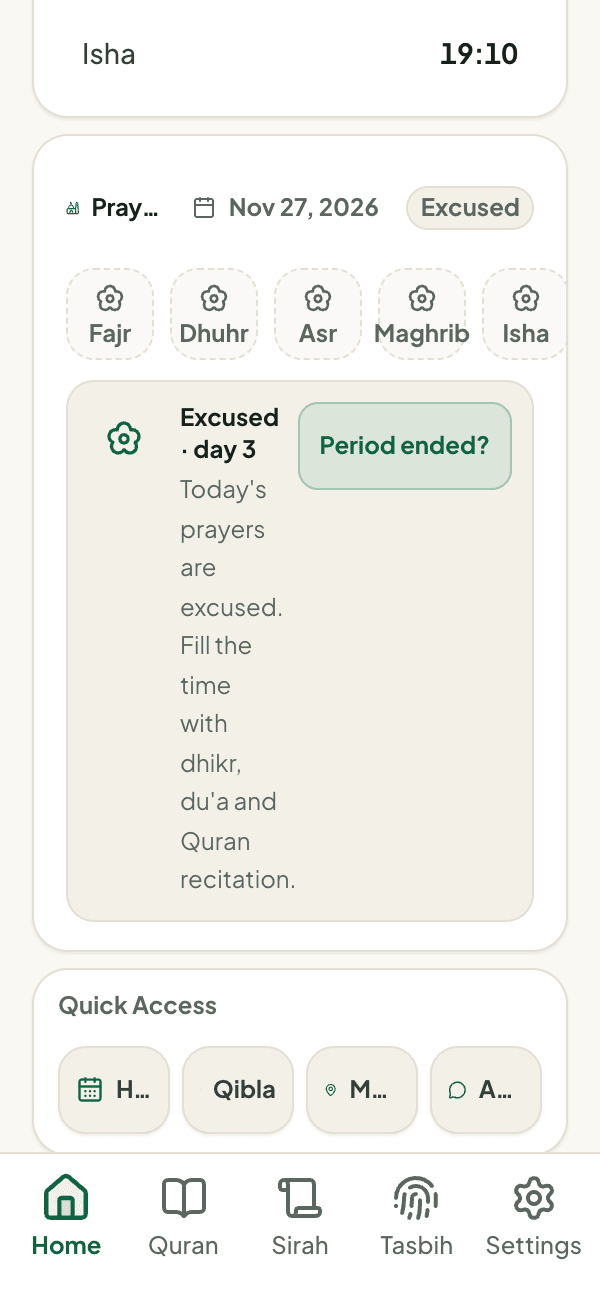 Isha 19:10
Pray... Nov 27, 2026 Excused
Fajr Dhuhr Asr Maghrib Isha
Excused
· day 3
Period ended?
Today's
prayers
are
excused.
Fill the
time
with
dhikr,
du'a and
Quran
recitation.
Quick Access
H... Qibla M... A...
Home Quran Sirah Tasbih Settings